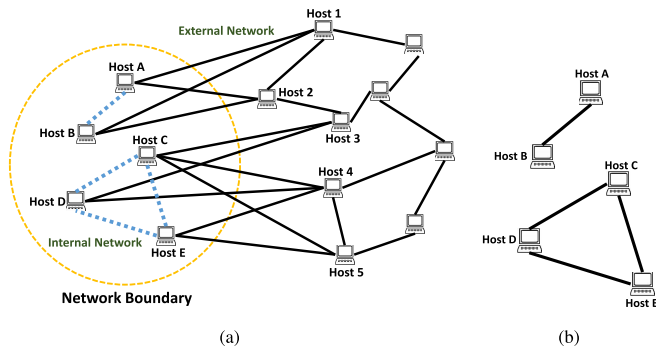 Host 1
External Network
Host A
Host 2
Host B
Host C
Host 3
Host 4
Host D
Internal Network
Host E
Host 5
Network Boundary
(a)
Host A
Host B
Host C
Host D
Host E
(b)